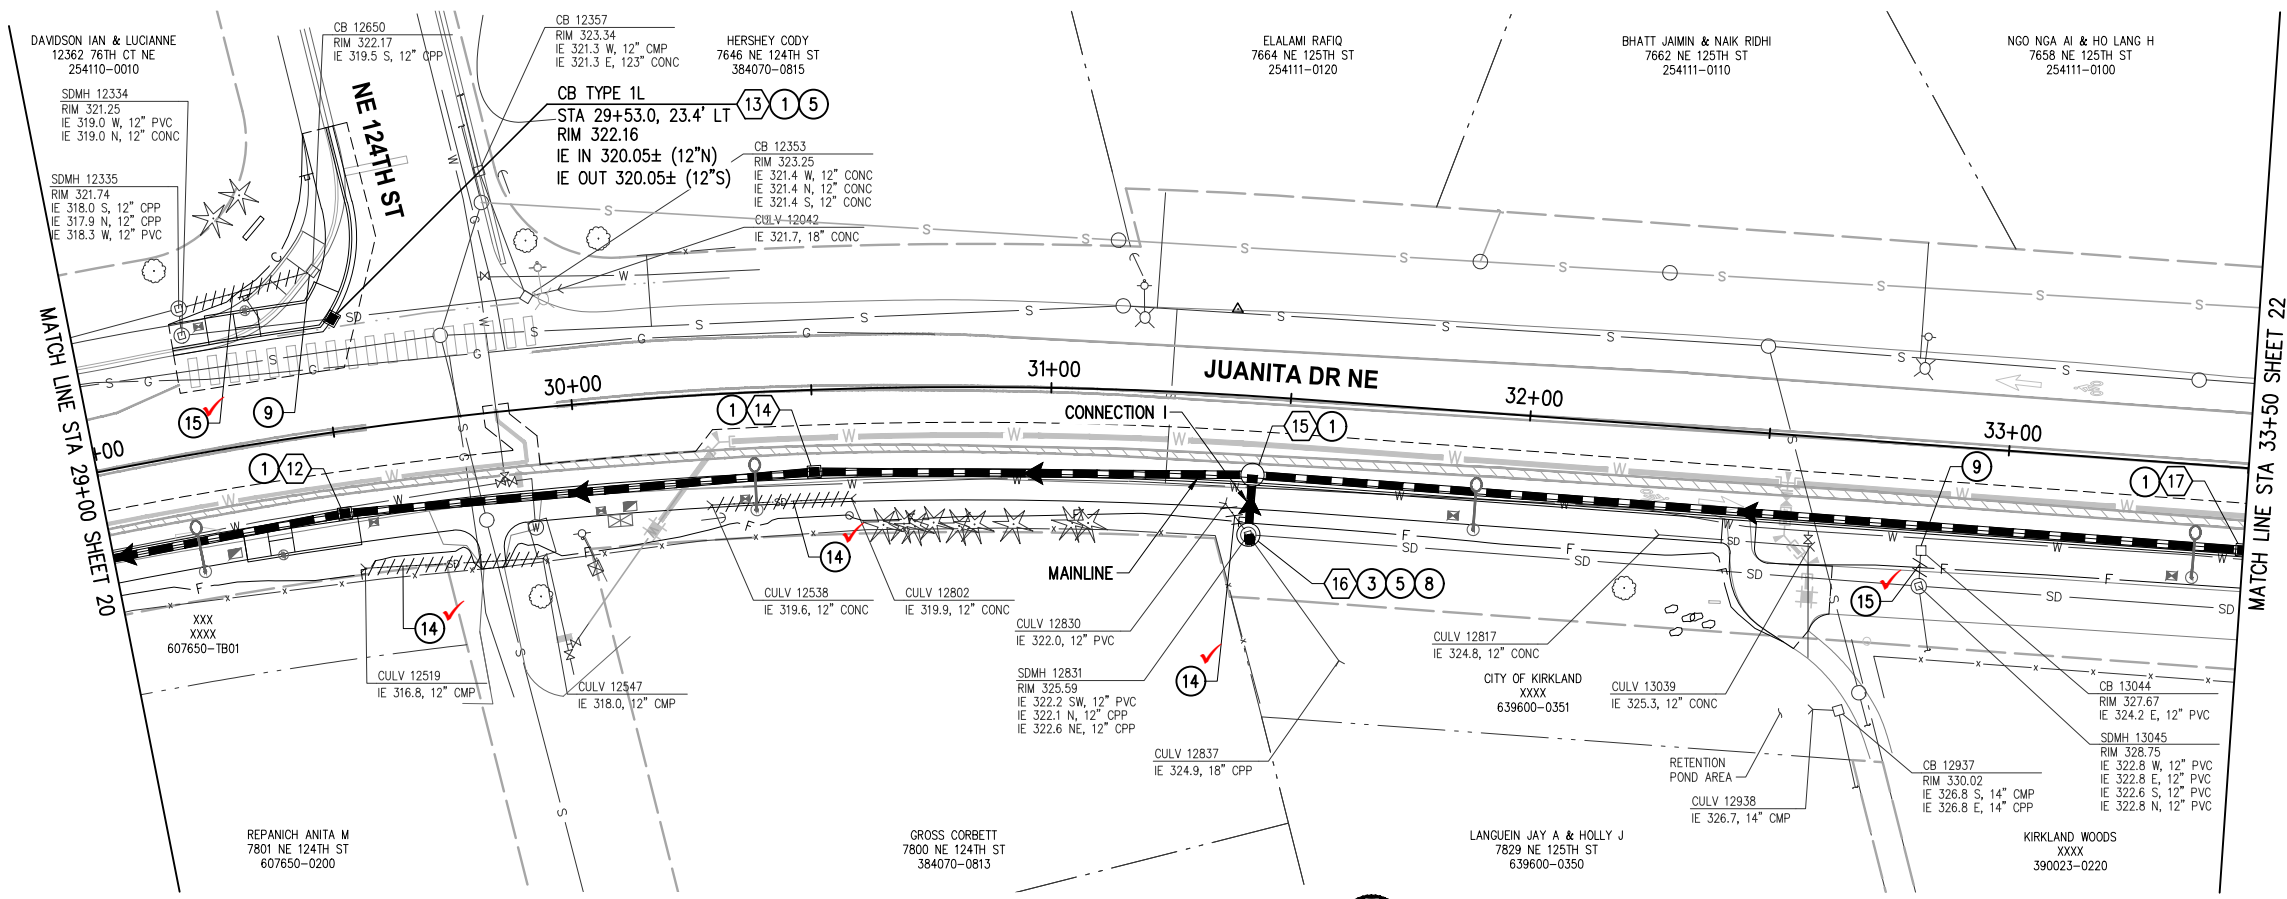 DAVIDSON IAN & LUCIANNE
12362 76TH CT NE
254110-0010
SDMH 12334
RIM 321.25
IE 319.0 W, 12" PVC
IE 319.0 N, 12" CONC
SDMH 12335
RIM 321.74
IE 318.0 S, 12" CPP
IE 317.9 N, 12" CPP
IE 318.3 W, 12" PVC
CB 12650
RIM 322.17
IE 319.5 S, 12" CPP
NE 124TH ST
CB 12357
RIM 323.34
IE 321.3 W, 12" CMP
IE 321.3 E, 123" CONC
HERSHEY CODY
7646 NE 124TH ST
384070-0815
CB TYPE 1L
STA 29+53.0, 23.4' LT
RIM 322.16
IE IN 320.05± (12"N)
IE OUT 320.05± (12"S)
13 1 5
CB 12353
RIM 323.25
IE 321.4 W, 12" CONC
IE 321.4 N, 12" CONC
IE 321.4 S, 12" CONC
CULV 12042
IE 321.7, 18" CONC
ELALAMI RAFIQ
7664 NE 125TH ST
254111-0120
BHATT JAIMIN & NAIK RIDHI
7662 NE 125TH ST
254111-0110
NGO NGA AI & HO LANG H
7658 NE 125TH ST
254111-0100
MATCH LINE STA 29+00 SHEET 20
MATCH LINE STA 33+50 SHEET 22
+00
30+00
31+00
32+00
33+00
JUANITA DR NE
15
9
1 12
1 14
CONNECTION I
15 1
9
1 17
14
14
MAINLINE
16 3 5 8
15
14
XXX
XXXX
607650-TB01
CULV 12519
IE 316.8, 12" CMP
CULV 12547
IE 318.0, 12" CMP
CULV 12538
IE 319.6, 12" CONC
CULV 12802
IE 319.9, 12" CONC
CULV 12830
IE 322.0, 12" PVC
SDMH 12831
RIM 325.59
IE 322.2 SW, 12" PVC
IE 322.1 N, 12" CPP
IE 322.6 NE, 12" CPP
CULV 12837
IE 324.9, 18" CPP
CULV 12817
IE 324.8, 12" CONC
CITY OF KIRKLAND
XXXX
639600-0351
CULV 13039
IE 325.3, 12" CONC
RETENTION
POND AREA
CULV 12938
IE 326.7, 14" CMP
CB 12937
RIM 330.02
IE 326.8 S, 14" CMP
IE 326.8 E, 14" CPP
CB 13044
RIM 327.67
IE 324.2 E, 12" PVC
SDMH 13045
RIM 328.75
IE 322.8 W, 12" PVC
IE 322.8 E, 12" PVC
IE 322.6 S, 12" PVC
IE 322.8 N, 12" PVC
REPANICH ANITA M
7801 NE 124TH ST
607650-0200
GROSS CORBETT
7800 NE 124TH ST
384070-0813
LANGUEIN JAY A & HOLLY J
7829 NE 125TH ST
639600-0350
KIRKLAND WOODS
XXXX
390023-0220